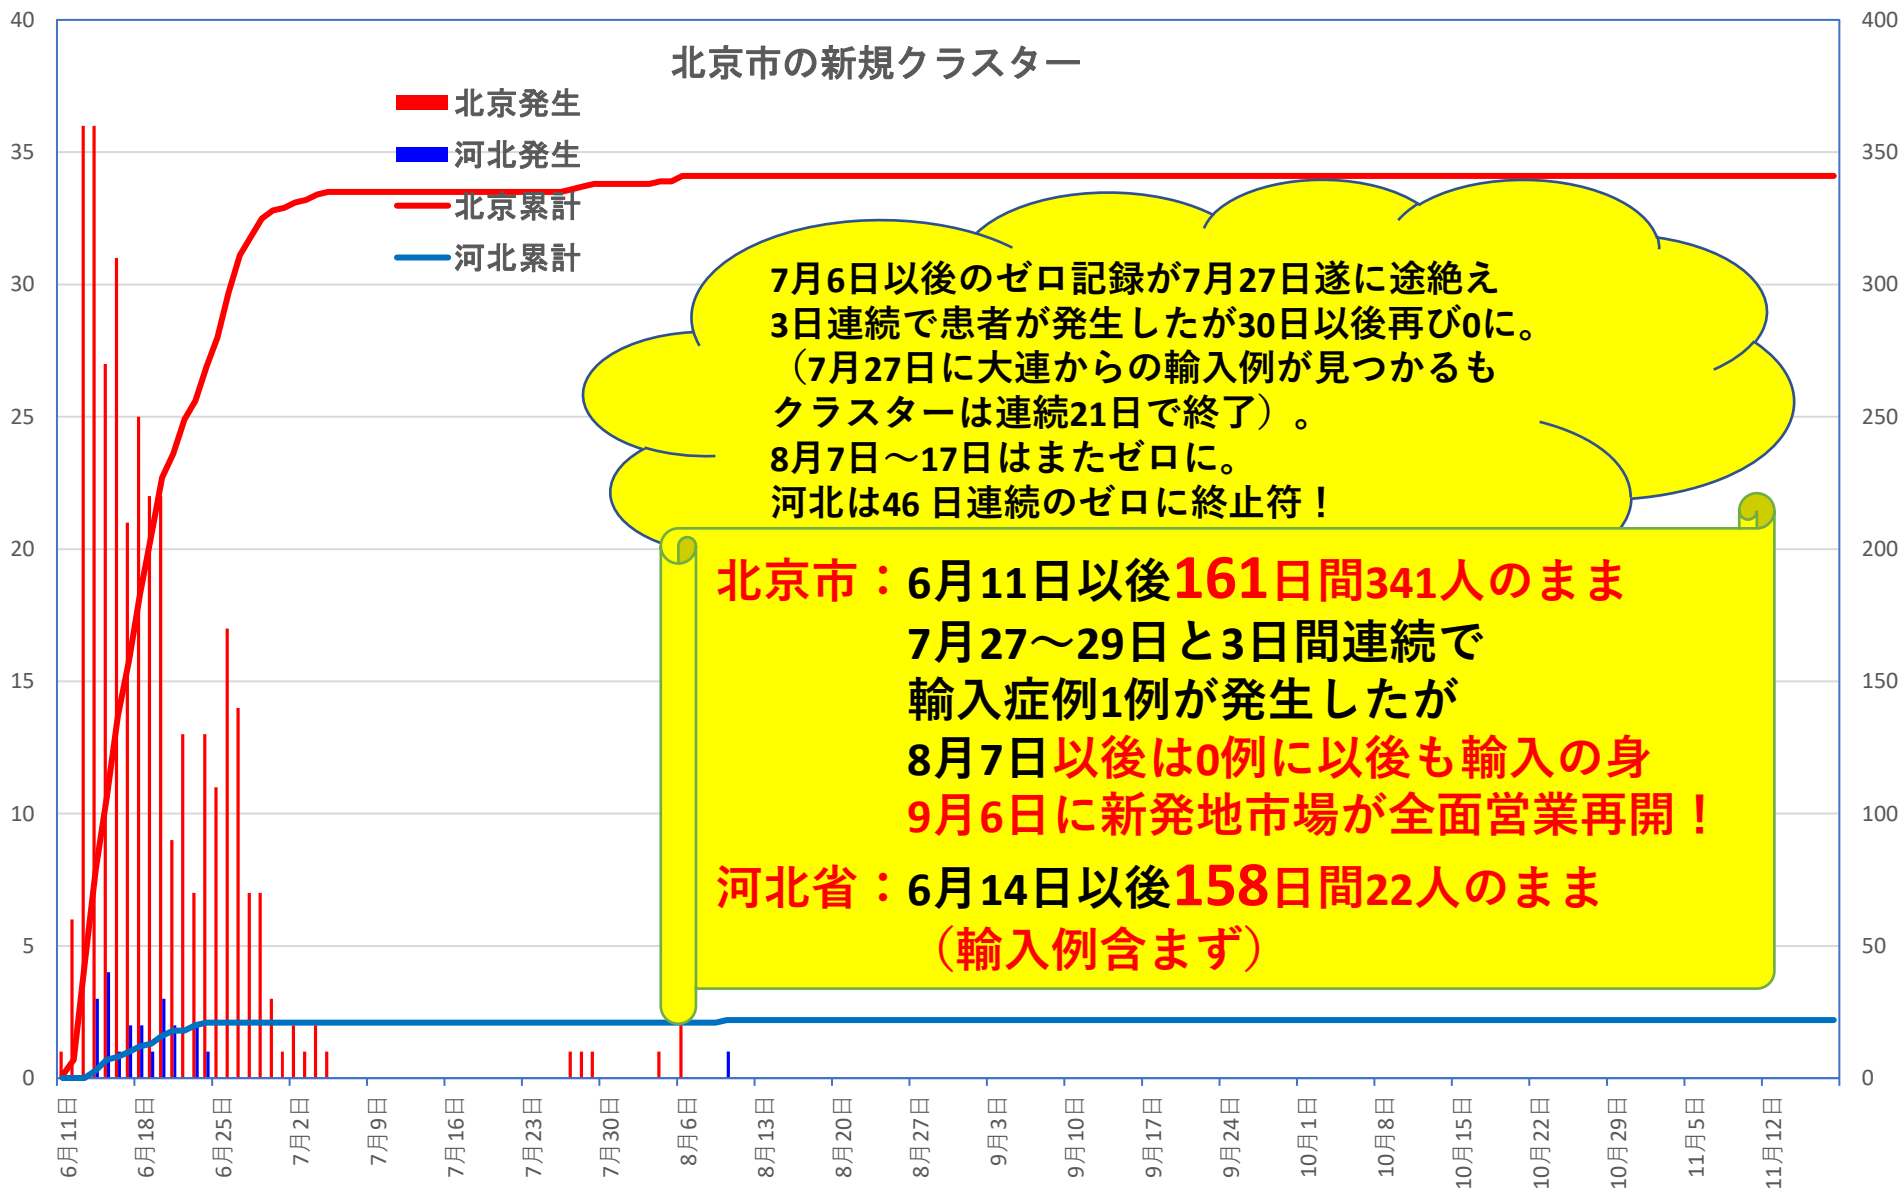 北京市の新規クラスター
北京発生
河北発生
北京累計
河北累計
40
35
30
25
20
15
10
5
0
400
350
300
250
200
150
100
50
0
7月6日以後のゼロ記録が7月27日遂に途絶え
3日連続で患者が発生したが30日以後再び0に。
（7月27日に大連からの輸入例が見つかるも
クラスターは連続21日で終了）。
8月7日～17日はまたゼロに。
河北は46 日連続のゼロに終止符！
北京市：6月11日以後161日間341人のまま
7月27～29日と3日間連続で
輸入症例1例が発生したが
8月7日以後は0例に以後も輸入の身
9月6日に新発地市場が全面営業再開！
河北省：6月14日以後158日間22人のまま
（輸入例含まず）
6月11日
6月18日
6月25日
7月2日
7月9日
7月16日
7月23日
7月30日
8月6日
8月13日
8月20日
8月27日
9月3日
9月10日
9月17日
9月24日
10月1日
10月8日
10月15日
10月22日
10月29日
11月5日
11月12日